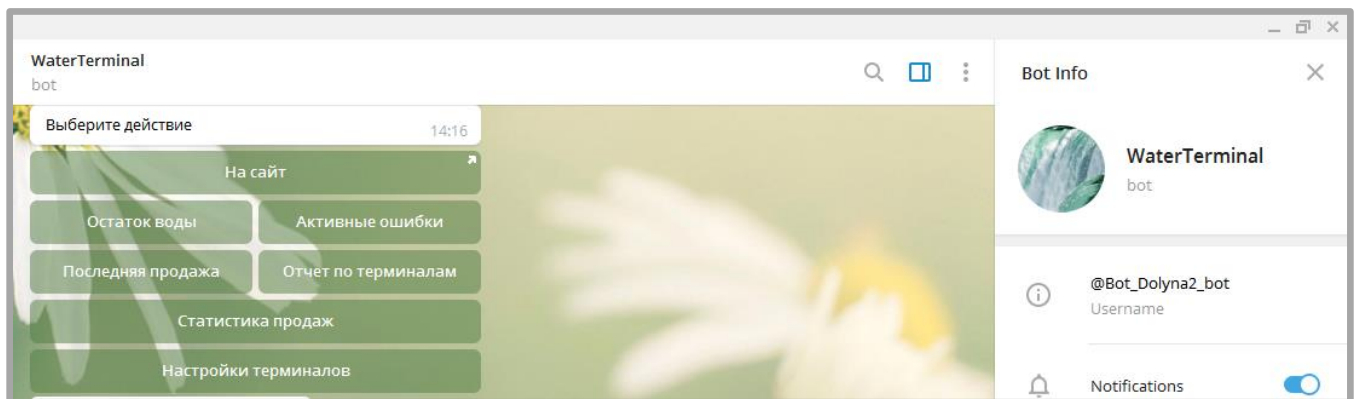 WaterTerminal
bot
Выберите действие
14:16
На сайт
Остаток воды
Активные ошибки
Последняя продажа
Отчет по терминалам
Статистика продаж
Настройки терминалов
Bot Info
WaterTerminal
bot
@Bot_Dolyna2_bot
Username
Notifications